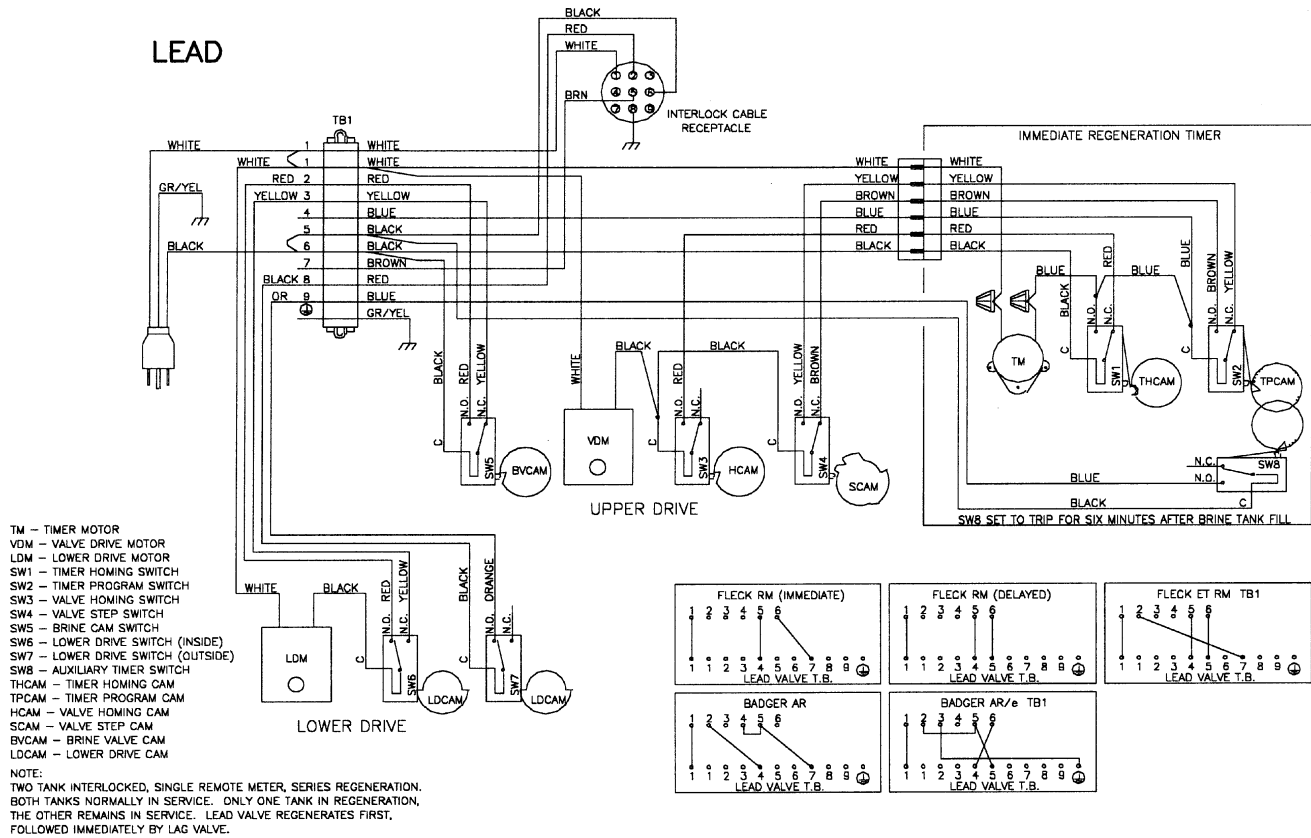 LEAD
BLACK
RED
WHITE
BRN
1 2 3
4 5 6
7 8 9
INTERLOCK CABLE
RECEPTACLE
TB1
WHITE 1 WHITE
WHITE 1 WHITE
RED 2 RED
YELLOW 3 YELLOW
4 BLUE
5 BLACK
BLACK 6 BLACK
7 BROWN
BLACK 8 RED
OR 9 BLUE
GR/YEL
GR/YEL
IMMEDIATE REGENERATION TIMER
WHITE WHITE
YELLOW YELLOW
BROWN BROWN
BLUE BLUE
RED RED
BLACK BLACK
BLUE
BLACK
RED
BLUE
BLUE
BROWN
YELLOW
N.O.
N.C.
N.O.
N.C.
C
C
TM
SW1
THCAM
SW2
TPCAM
N.C.
N.O.
SW8
C
BLUE
BLACK
SW8 SET TO TRIP FOR SIX MINUTES AFTER BRINE TANK FILL
BLACK
RED
YELLOW
N.O.
N.C.
C
SW5
BVCAM
WHITE
BLACK
VDM
BLACK
RED
N.O.
N.C.
C
SW3
HCAM
YELLOW
BROWN
N.O.
N.C.
C
SW4
SCAM
UPPER DRIVE
WHITE
BLACK
LDM
RED
YELLOW
N.O.
N.C.
C
SW6
LDCAM
BLACK
ORANGE
N.O.
N.C.
C
SW7
LDCAM
LOWER DRIVE
TM – TIMER MOTOR
VDM – VALVE DRIVE MOTOR
LDM – LOWER DRIVE MOTOR
SW1 – TIMER HOMING SWITCH
SW2 – TIMER PROGRAM SWITCH
SW3 – VALVE HOMING SWITCH
SW4 – VALVE STEP SWITCH
SW5 – BRINE CAM SWITCH
SW6 – LOWER DRIVE SWITCH (INSIDE)
SW7 – LOWER DRIVE SWITCH (OUTSIDE)
SW8 – AUXILIARY TIMER SWITCH
THCAM – TIMER HOMING CAM
TPCAM – TIMER PROGRAM CAM
HCAM – VALVE HOMING CAM
SCAM – VALVE STEP CAM
BVCAM – BRINE VALVE CAM
LDCAM – LOWER DRIVE CAM
NOTE:
TWO TANK INTERLOCKED, SINGLE REMOTE METER, SERIES REGENERATION.
BOTH TANKS NORMALLY IN SERVICE. ONLY ONE TANK IN REGENERATION,
THE OTHER REMAINS IN SERVICE. LEAD VALVE REGENERATES FIRST,
FOLLOWED IMMEDIATELY BY LAG VALVE.
FLECK RM (IMMEDIATE)
1 2 3 4 5 6
1 1 2 3 4 5 6 7 8 9
LEAD VALVE T.B.
FLECK RM (DELAYED)
1 2 3 4 5 6
1 1 2 3 4 5 6 7 8 9
LEAD VALVE T.B.
FLECK ET RM TB1
1 2 3 4 5 6
1 1 2 3 4 5 6 7 8 9
LEAD VALVE T.B.
BADGER AR
1 2 3 4 5 6
1 1 2 3 4 5 6 7 8 9
LEAD VALVE T.B.
BADGER AR/e TB1
1 2 3 4 5 6
1 1 2 3 4 5 6 7 8 9
LEAD VALVE T.B.